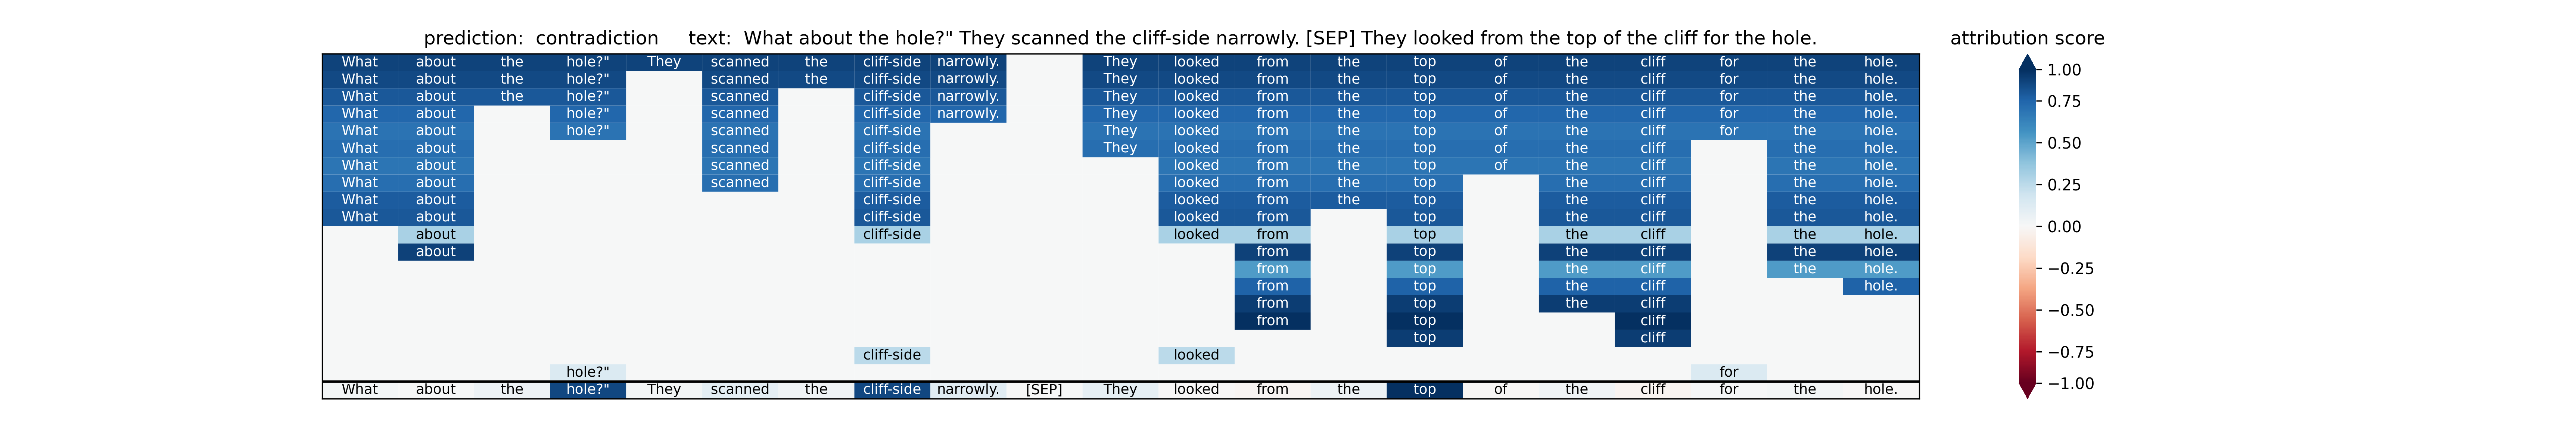 prediction: contradiction text: What about the hole?" They scanned the cliff-side narrowly. [SEP] They looked from the top of the cliff for the hole. attribution score
What about the hole?" They scanned the cliff-side narrowly. They looked from the top of the cliff for the hole. 1.00
What about the hole?" scanned the cliff-side narrowly. They looked from the top of the cliff for the hole.
What about the hole?" scanned cliff-side narrowly. They looked from the top of the cliff for the hole. 0.75
What about hole?" scanned cliff-side narrowly. They looked from the top of the cliff for the hole.
What about hole?" scanned cliff-side They looked from the top of the cliff for the hole. 0.50
What about scanned cliff-side They looked from the top of the cliff the hole.
What about scanned cliff-side looked from the top of the cliff the hole.
What about scanned cliff-side looked from the top the cliff the hole. 0.25
What about cliff-side looked from the top the cliff the hole.
What about cliff-side looked from top the cliff the hole. 0.00
about cliff-side looked from top the cliff the hole.
about from top the cliff the hole.
from top the cliff the hole. −0.25
from top the cliff hole.
from top the cliff −0.50
from top cliff
top cliff
cliff-side looked −0.75
hole?" for
What about the hole?" They scanned the cliff-side narrowly. [SEP] They looked from the top of the cliff for the hole. −1.00